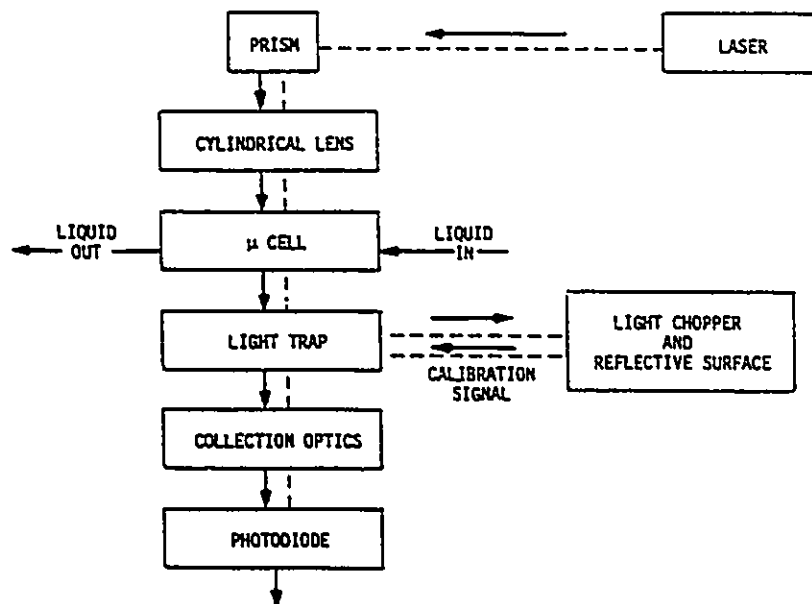 PRISM
LASER
CYLINDRICAL LENS
LIQUID
OUT
μ CELL
LIQUID
IN
LIGHT TRAP
LIGHT CHOPPER
AND
REFLECTIVE SURFACE
CALIBRATION
SIGNAL
COLLECTION OPTICS
PHOTODIODE